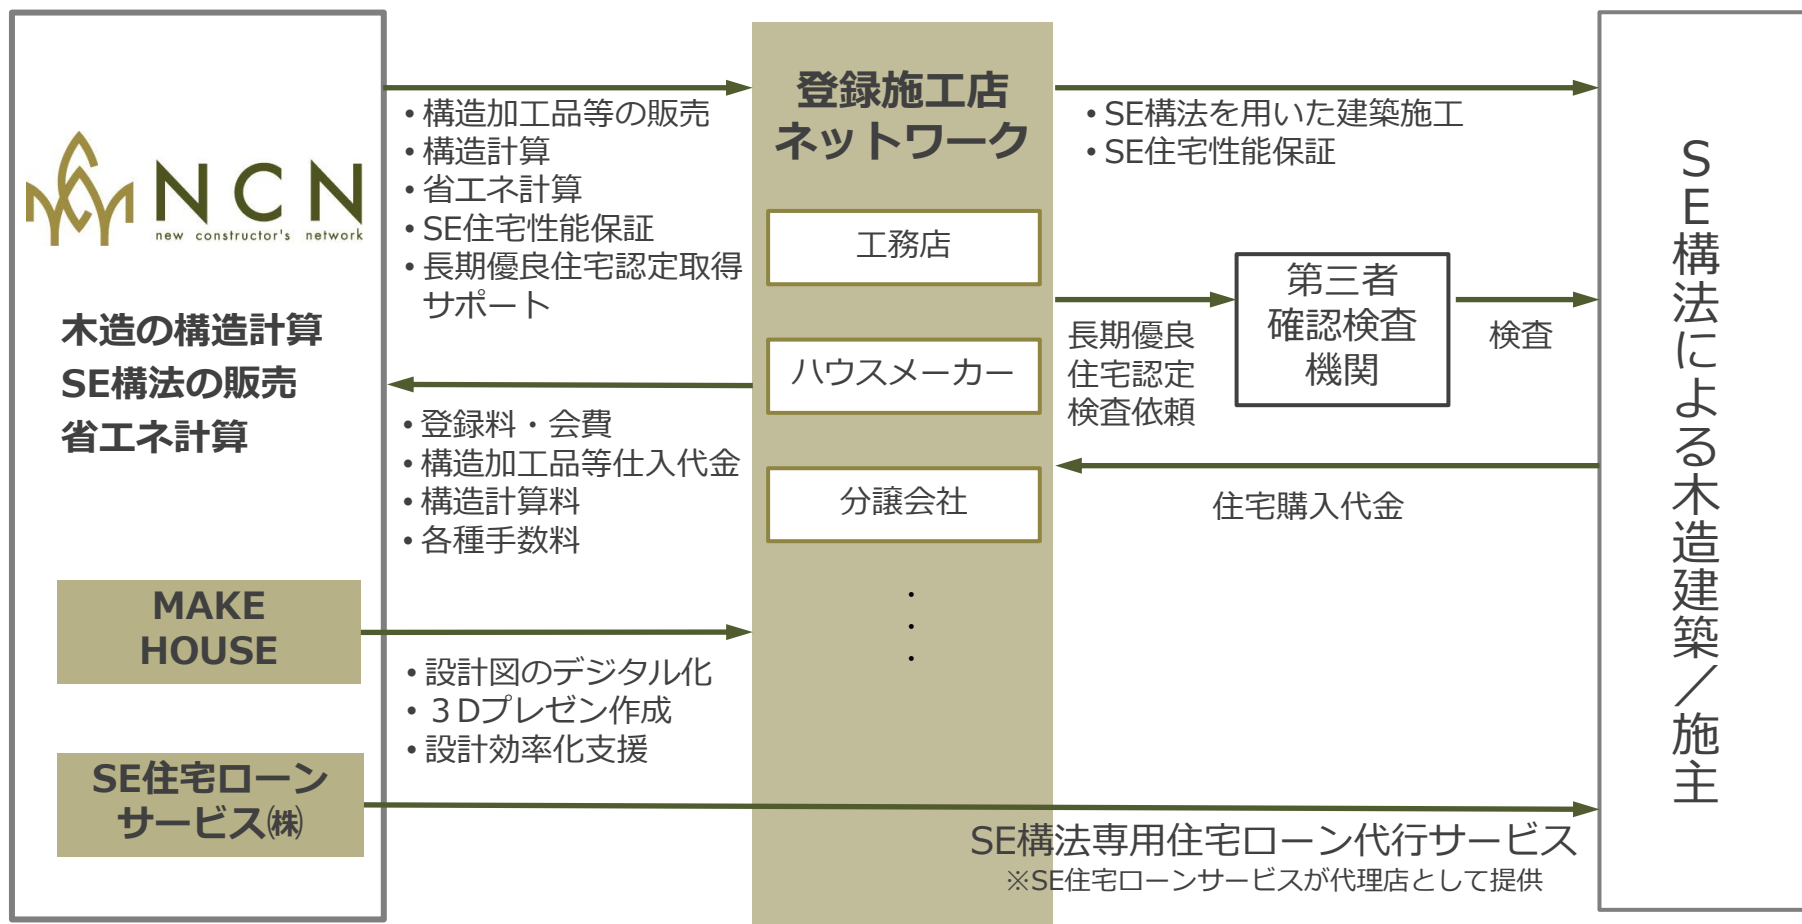 NCN
new constructor's network
木造の構造計算
SE構法の販売
省エネ計算
MAKE
HOUSE
SE住宅ローン
サービス㈱
•構造加工品等の販売
•構造計算
•省エネ計算
•SE住宅性能保証
•長期優良住宅認定取得
サポート
•登録料・会費
•構造加工品等仕入代金
•構造計算料
•各種手数料
•設計図のデジタル化
•３Dプレゼン作成
•設計効率化支援
登録施工店
ネットワーク
工務店
ハウスメーカー
分譲会社
・
・
・
•SE構法を用いた建築施工
•SE住宅性能保証
長期優良
住宅認定
検査依頼
第三者
確認検査
機関
検査
住宅購入代金
SE構法専用住宅ローン代行サービス
※SE住宅ローンサービスが代理店として提供
SE構法による木造建築／施主